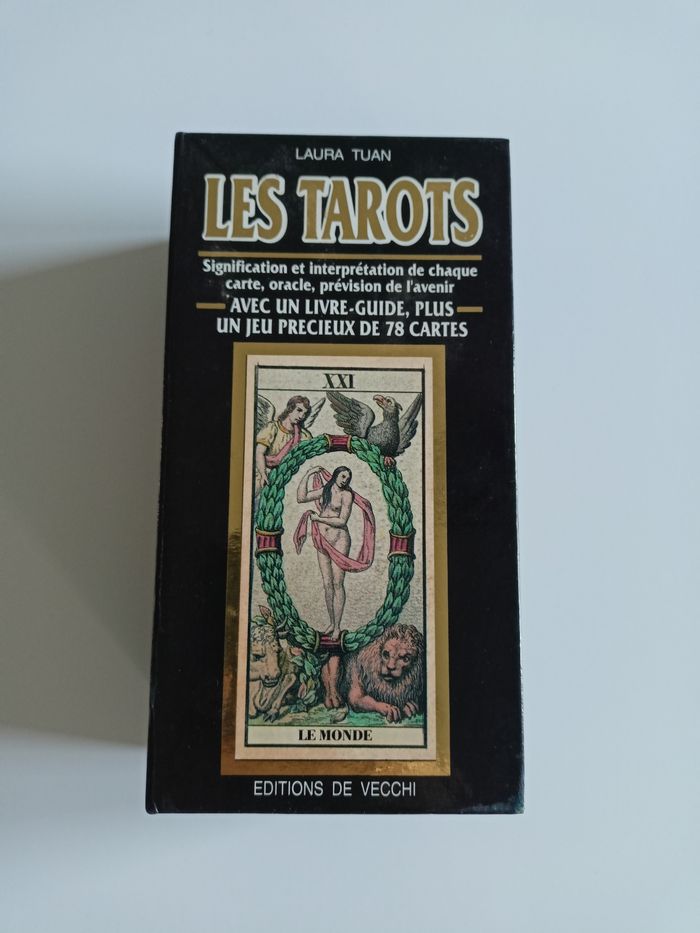 LAURA TUAN
LES TAROTS
Signification et interprétation de chaque
carte, oracle, prévision de l'avenir
AVEC UN LIVRE-GUIDE, PLUS
UN JEU PRECIEUX DE 78 CARTES
XXI
LE MONDE
EDITIONS DE VECCHI